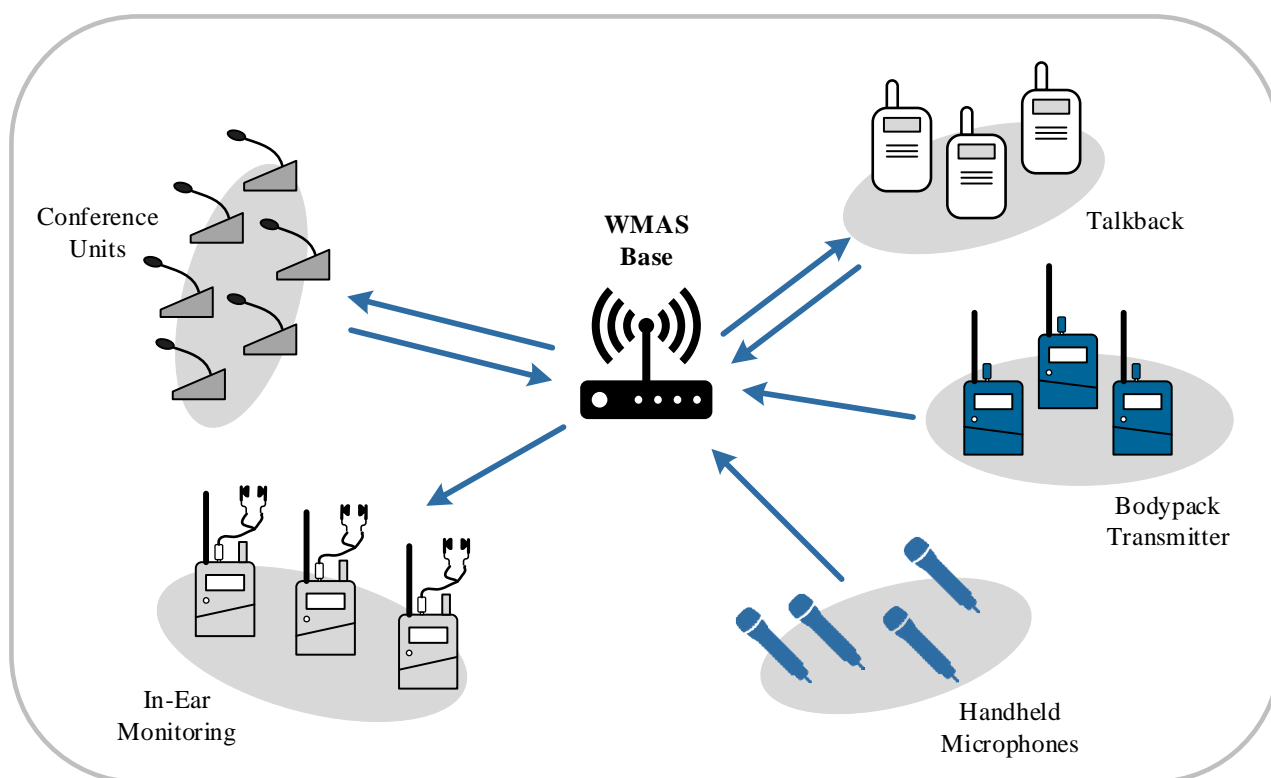 Conference
Units
WMAS
Base
Talkback
Bodypack
Transmitter
In-Ear
Monitoring
Handheld
Microphones